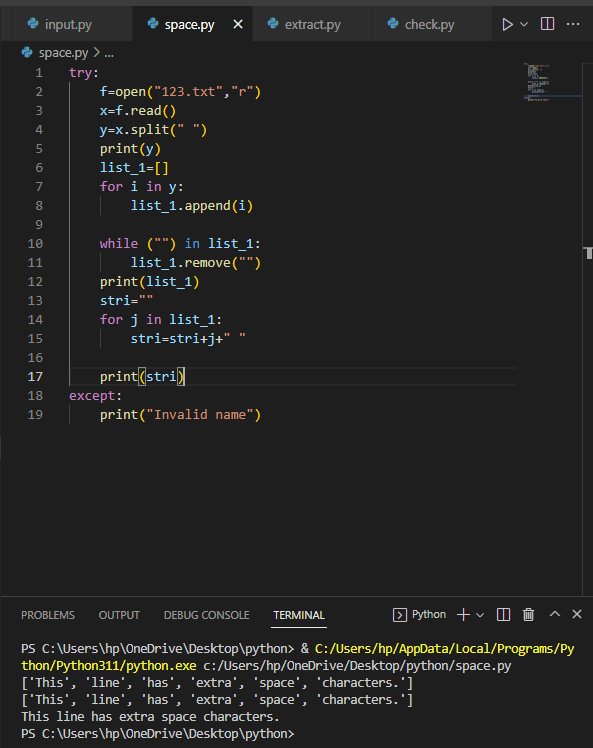 input.py space.py extract.py check.py
space.py > ...
1 try:
2     f=open("123.txt","r")
3     x=f.read()
4     y=x.split(" ")
5     print(y)
6     list_1=[]
7     for i in y:
8         list_1.append(i)
9
10     while ("") in list_1:
11         list_1.remove("")
12     print(list_1)
13     stri=""
14     for j in list_1:
15         stri=stri+j+" "
16
17     print(stri)
18 except:
19     print("Invalid name")
PROBLEMS OUTPUT DEBUG CONSOLE TERMINAL Python
PS C:\Users\hp\OneDrive\Desktop\python> & C:/Users/hp/AppData/Local/Programs/Py
thon/Python311/python.exe c:/Users/hp/OneDrive/Desktop/python/space.py
['This', 'line', 'has', 'extra', 'space', 'characters.']
['This', 'line', 'has', 'extra', 'space', 'characters.']
This line has extra space characters.
PS C:\Users\hp\OneDrive\Desktop\python>